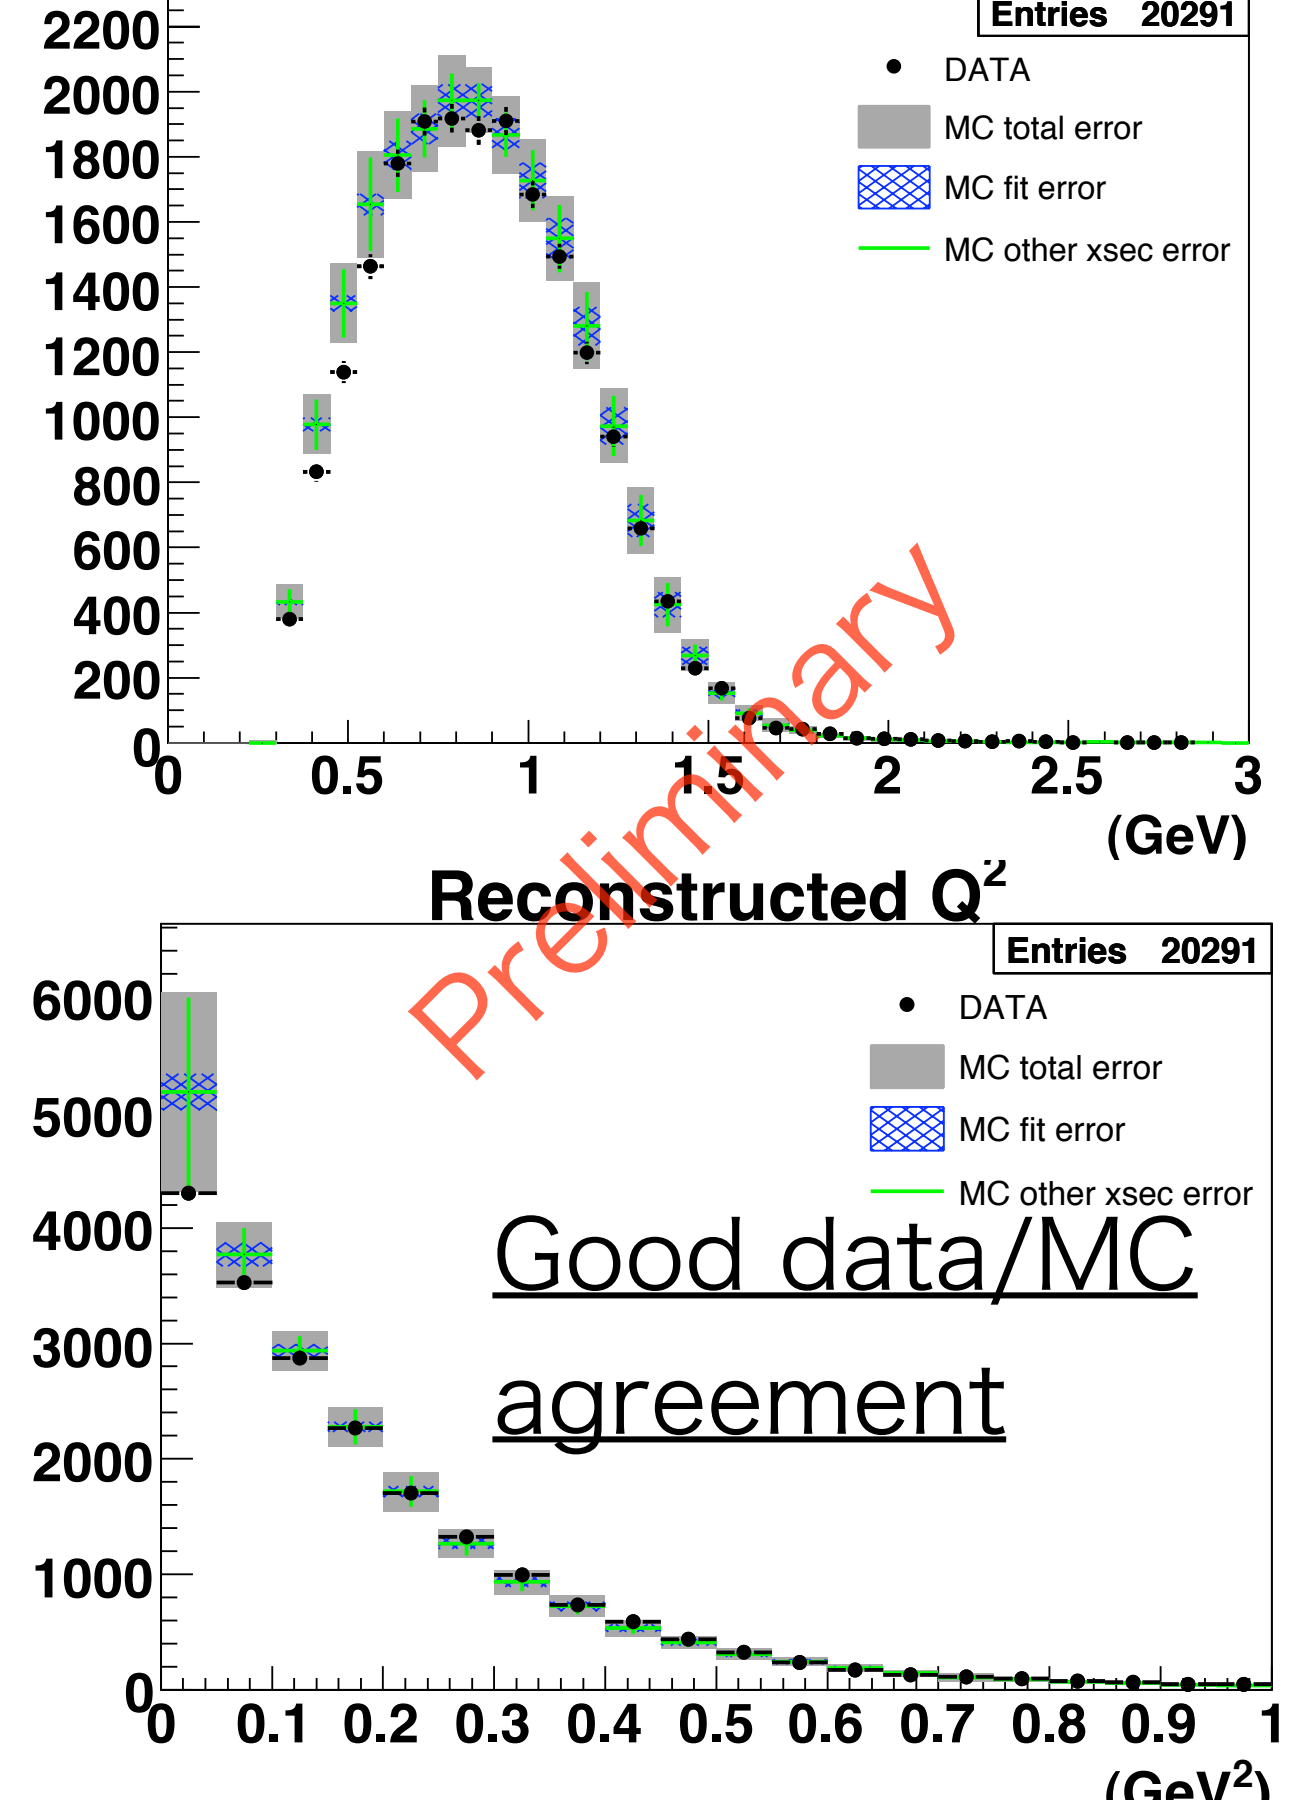 Entries 20291
DATA
MC total error
MC fit error
MC other xsec error
2200
2000
1800
1600
1400
1200
1000
800
600
400
200
0
0 0.5 1 1.5 2 2.5 3
(GeV)
Preliminary
Reconstructed Q²
Entries 20291
DATA
MC total error
MC fit error
MC other xsec error
Good data/MC
agreement
6000
5000
4000
3000
2000
1000
0
0 0.1 0.2 0.3 0.4 0.5 0.6 0.7 0.8 0.9 1
(GeV²)